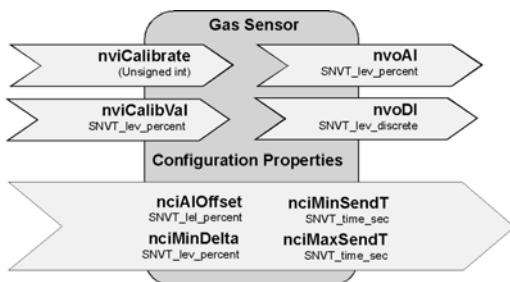 Gas Sensor
nviCalibrate
(Unsigned int)
nvoAI
SNVT_lev_percent
nviCalibVal
SNVT_lev_percent
nvoDI
SNVT_lev_discrete
Configuration Properties
nciAIOffset
SNVT_lel_percent
nciMinSendT
SNVT_time_sec
nciMinDelta
SNVT_lev_percent
nciMaxSendT
SNVT_time_sec